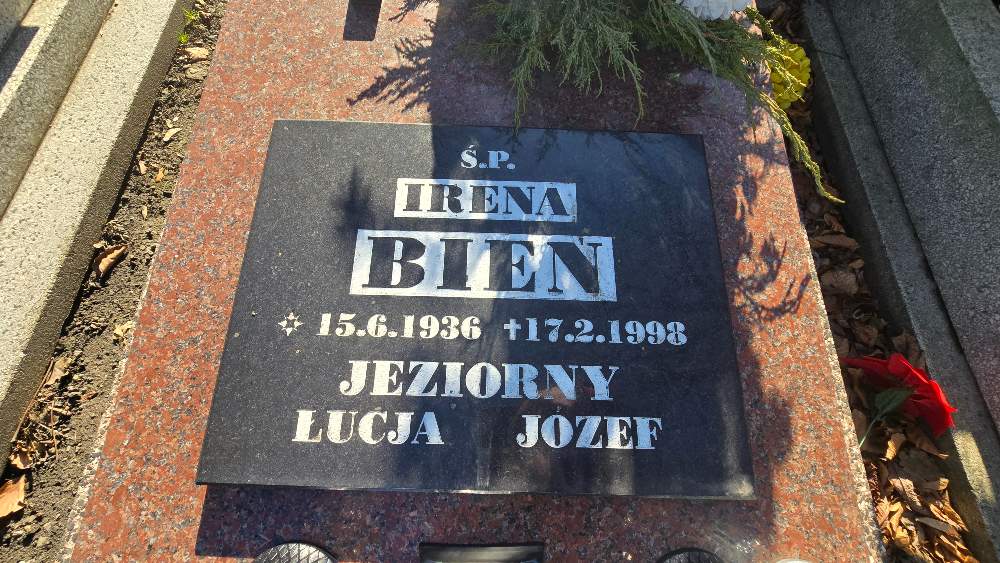 Ś.P.
IRENA
BIEN
15.6.1936 †17.2.1998
JEZIORNY
ŁUCJA JÓZEF